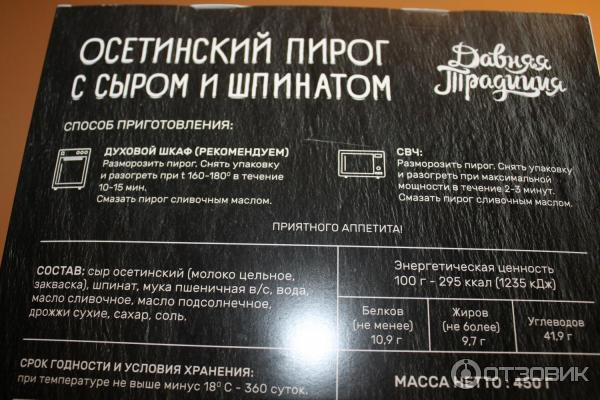 ОСЕТИНСКИЙ ПИРОГ
С СЫРОМ И ШПИНАТОМ
Давная
Традиция
СПОСОБ ПРИГОТОВЛЕНИЯ:
ДУХОВОЙ ШКАФ (РЕКОМЕНДУЕМ)
Разморозить пирог. Снять упаковку
и разогреть при t 160-180° в течение
10-15 мин.
Смазать пирог сливочным маслом.
СВЧ:
Разморозить пирог. Снять упаковку
и разогреть при максимальной
мощности в течение 2-3 минут.
Смазать пирог сливочным маслом.
ПРИЯТНОГО АППЕТИТА!
СОСТАВ: сыр осетинский (молоко цельное,
закваска), шпинат, мука пшеничная в/с, вода,
масло сливочное, масло подсолнечное,
дрожжи сухие, сахар, соль.
Энергетическая ценность
100 г - 295 ккал (1235 кДж)
Белков
(не менее)
10,9 г
Жиров
(не более)
9,7 г
Углеводов
41,9 г
СРОК ГОДНОСТИ И УСЛОВИЯ ХРАНЕНИЯ:
при температуре не выше минус 18° С - 360 суток.
МАССА НЕТТО : 450 Г
ОТЗОВИК